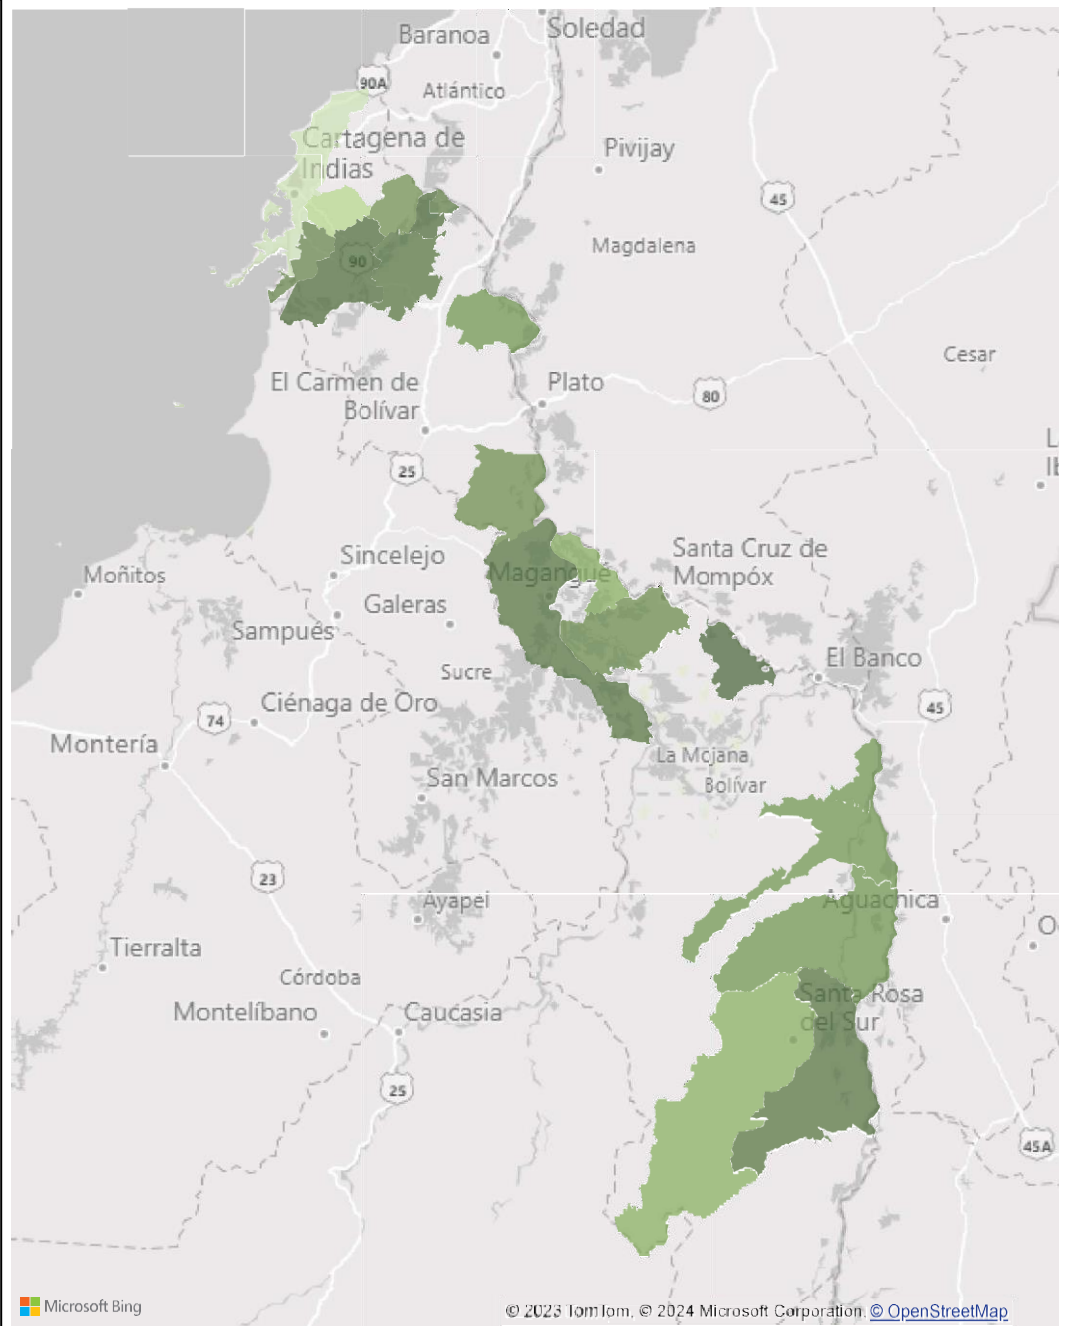 Baranoa
Soledad
90A
Atlántico
Cartagena de
Indias
Pivijay
45
Magdalena
90
Cesar
El Carmen de
Bolívar
Plato
80
25
Sincelejo
Santa Cruz de
Mompóx
Magangué
Moñitos
Galeras
Sampués
Sucre
El Banco
Ciénaga de Oro
74
45
Montería
La Mojana
Bolívar
San Marcos
23
Ayapel
Aguachica
Tierralta
Córdoba
Santa Rosa
del Sur
Montelíbano
Caucasia
25
45A
Microsoft Bing
© 2023 TomTom, © 2024 Microsoft Corporation, © OpenStreetMap